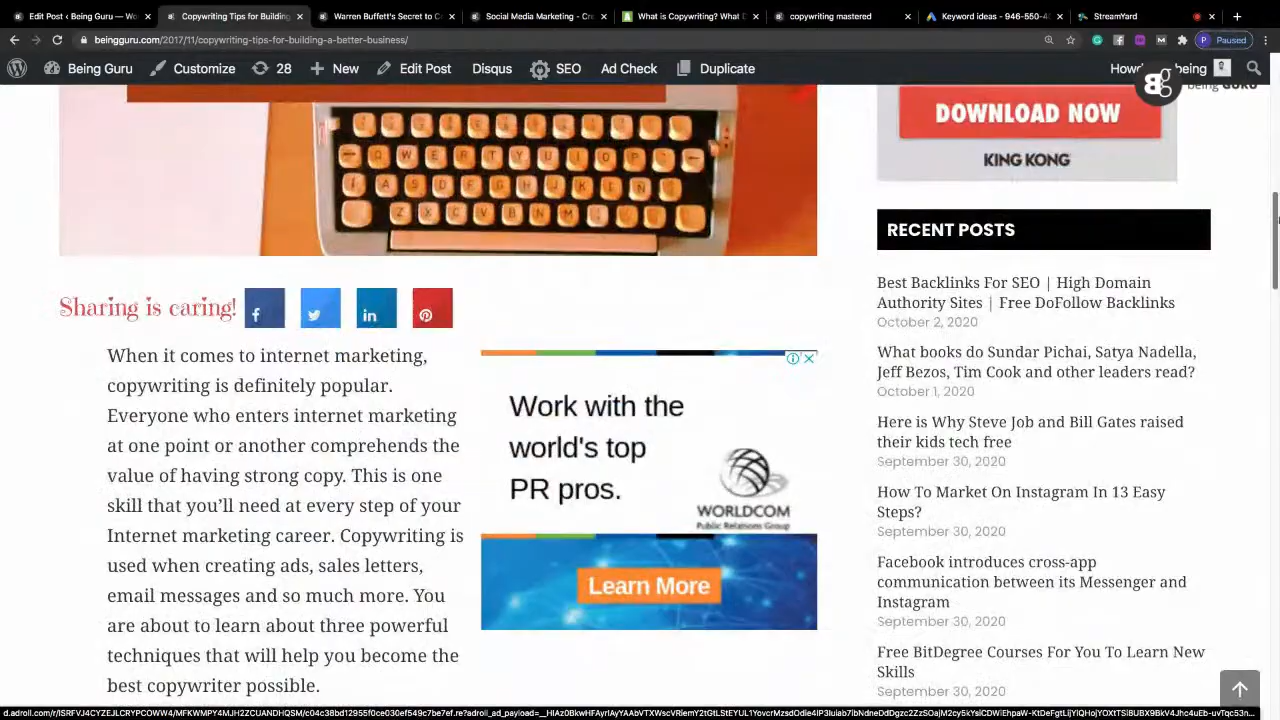 Edit Post ‹ Being Guru — Wo
Copywriting Tips for Building
Warren Buffett's Secret to C
Social Media Marketing - Cre
What is Copywriting? What D
copywriting mastered
Keyword ideas - 946-550-4
StreamYard
beingguru.com/2017/11/copywriting-tips-for-building-a-better-business/
Paused
Being Guru
Customize
28
New
Edit Post
Disqus
SEO
Ad Check
Duplicate
being GURU
DOWNLOAD NOW
KING KONG
Sharing is caring!
When it comes to internet marketing,
copywriting is definitely popular.
Everyone who enters internet marketing
at one point or another comprehends the
value of having strong copy. This is one
skill that you’ll need at every step of your
Internet marketing career. Copywriting is
used when creating ads, sales letters,
email messages and so much more. You
are about to learn about three powerful
techniques that will help you become the
best copywriter possible.
Work with the
world's top
PR pros.
WORLDCOM
Public Relations Group
Learn More
RECENT POSTS
Best Backlinks For SEO | High Domain
Authority Sites | Free DoFollow Backlinks
October 2, 2020
What books do Sundar Pichai, Satya Nadella,
Jeff Bezos, Tim Cook and other leaders read?
October 1, 2020
Here is Why Steve Job and Bill Gates raised
their kids tech free
September 30, 2020
How To Market On Instagram In 13 Easy
Steps?
September 30, 2020
Facebook introduces cross-app
communication between its Messenger and
Instagram
September 30, 2020
Free BitDegree Courses For You To Learn New
Skills
September 30, 2020